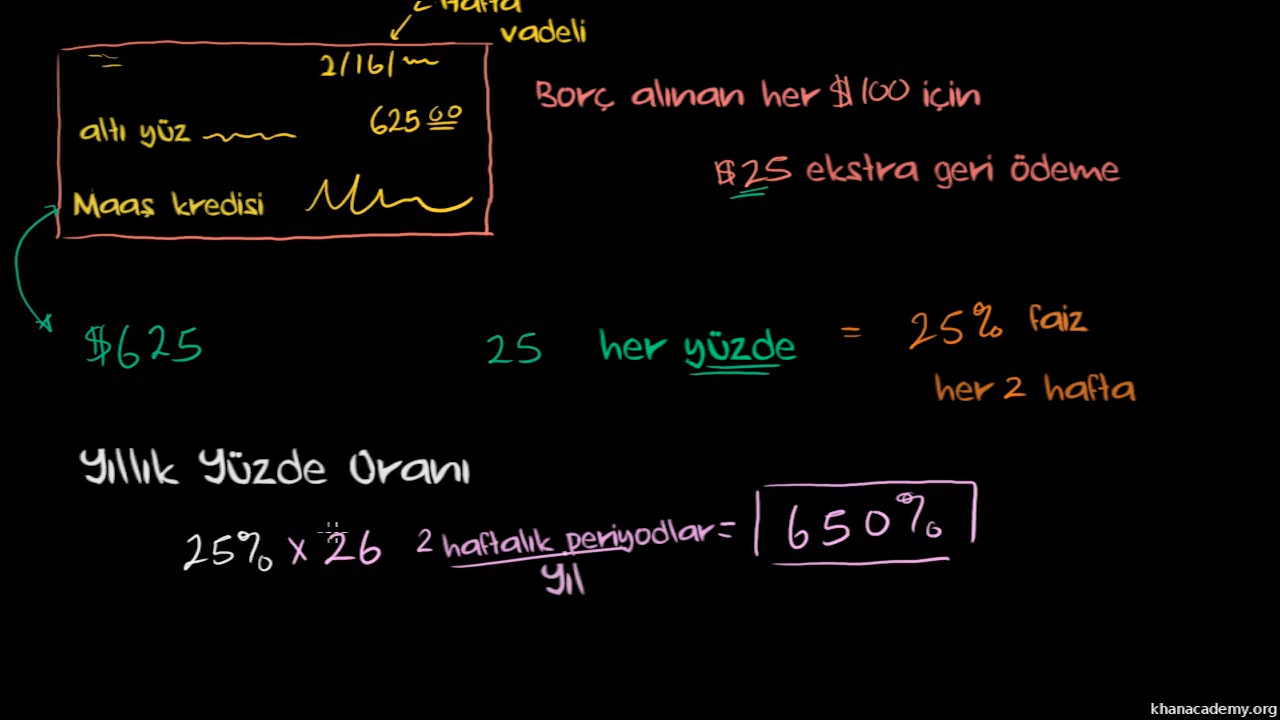 2 hafta
vadeli
2/16/
altı yüz
625 00
Maaş kredisi
Borç alınan her $100 için
$25 ekstra geri ödeme
$625
25 her yüzde = 25% faiz
her 2 hafta
Yıllık Yüzde Oranı
25% x 26 2 haftalık periyodlar = 650%
yıl
khanacademy.org